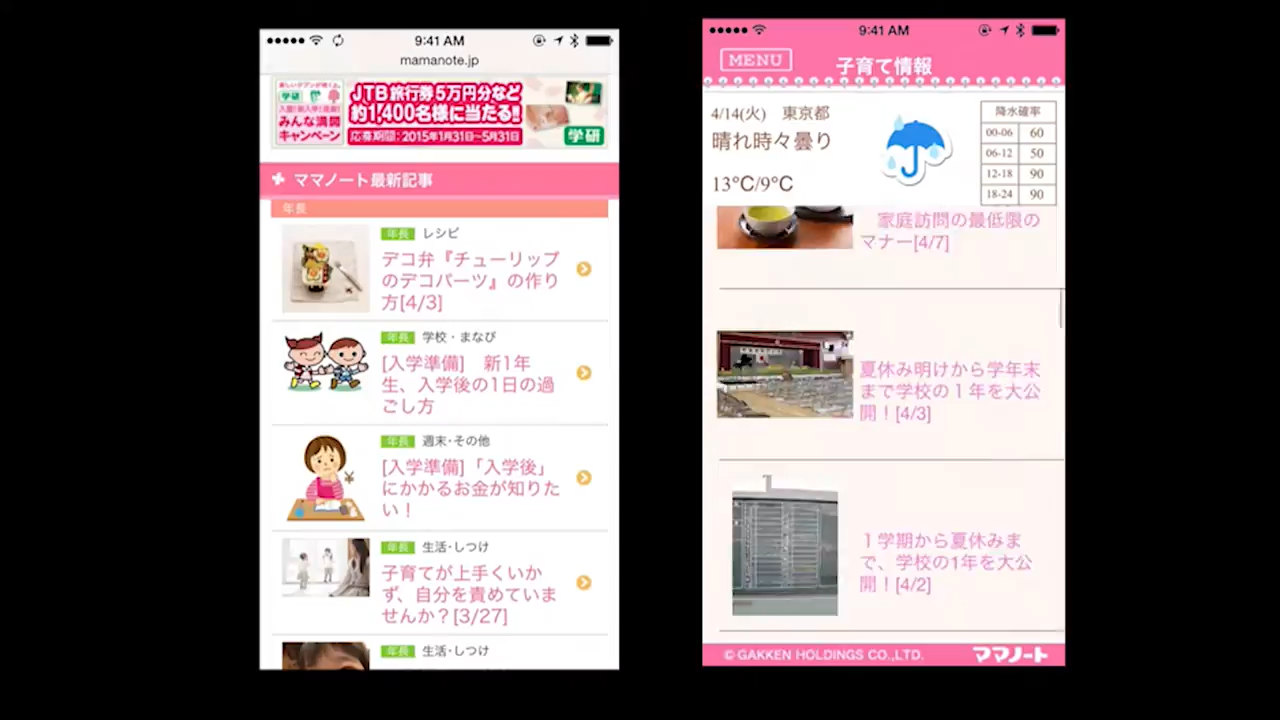 9:41 AM
mamanote.jp
学研
みんな満図
キャンペーン
JTB旅行券5万円分など
約1,400名様に当たる!!
応募期間:2015年1月31日~5月31日
学研
ママノート最新記事
年長
年長 レシピ
デコ弁『チューリップ
のデコパーツ』の作り
方[4/3]
年長 学校・まなび
[入学準備] 新1年
生、入学後の1日の過
ごし方
年長 週末・その他
[入学準備]「入学後」
にかかるお金が知りた
い!
年長 生活・しつけ
子育てが上手くいか
ず、自分を責めていま
せんか?[3/27]
年長 生活・しつけ
9:41 AM
MENU
子育て情報
4/14(火) 東京都
晴れ時々曇り
13℃/9℃
降水確率
00-06 60
06-12 50
12-18 90
18-24 90
家庭訪問の最低限の
マナー[4/7]
夏休み明けから学年末
まで学校の1年を大公
開![4/3]
1学期から夏休みま
で、学校の1年を大公
開![4/2]
© GAKKEN HOLDINGS CO.,LTD.
ママノート